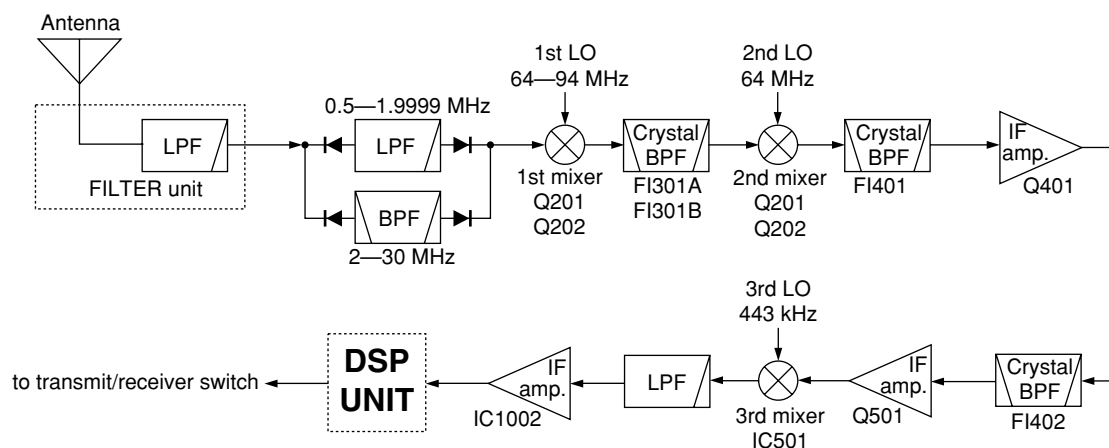 Antenna
LPF
FILTER unit
0.5—1.9999 MHz
LPF
BPF
2—30 MHz
1st LO
64—94 MHz
1st mixer
Q201
Q202
Crystal
BPF
FI301A
FI301B
2nd LO
64 MHz
2nd mixer
Q201
Q202
Crystal
BPF
FI401
IF
amp.
Q401
to transmit/receiver switch
DSP
UNIT
IF
amp.
IC1002
LPF
3rd LO
443 kHz
3rd mixer
IC501
IF
amp.
Q501
Crystal
BPF
FI402